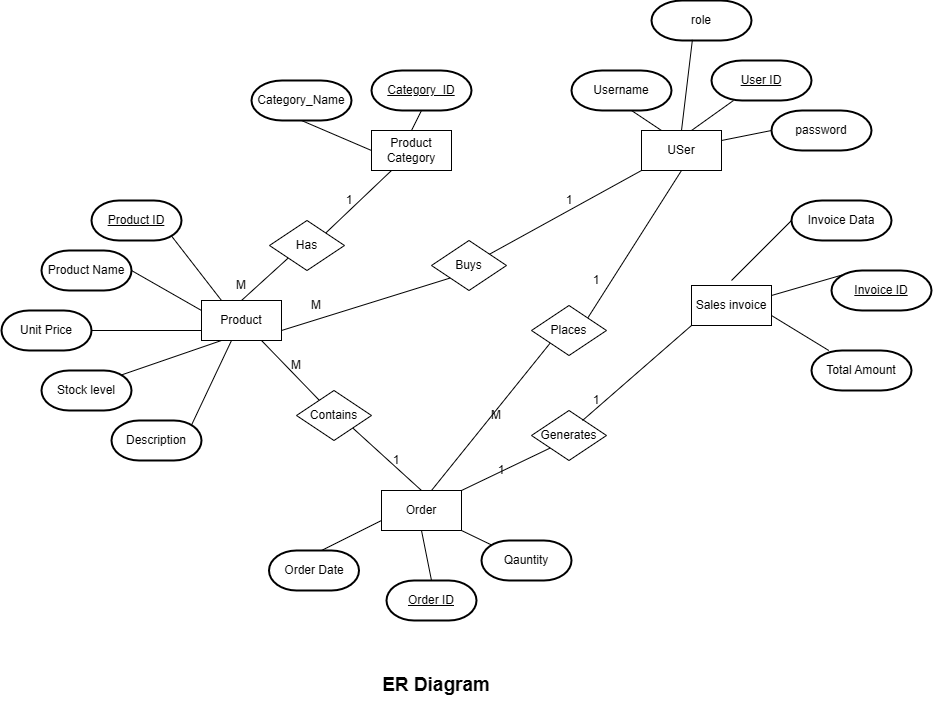 role
User ID
Username
Category_ID
Category_Name
password
USer
Product
Category
1
1
Product ID
Invoice Data
Has
Buys
Product Name
M
1
Invoice ID
M
Sales invoice
Product
Unit Price
Places
M
Total Amount
Stock level
1
Contains
M
Generates
Description
1
1
Order
Qauntity
Order Date
Order ID
ER Diagram